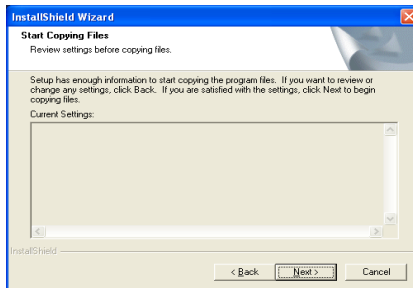 InstallShield Wizard
Start Copying Files
Review settings before copying files.
Setup has enough information to start copying the program files. If you want to review or
change any settings, click Back. If you are satisfied with the settings, click Next to begin
copying files.
Current Settings:
InstallShield
< Back
Next >
Cancel